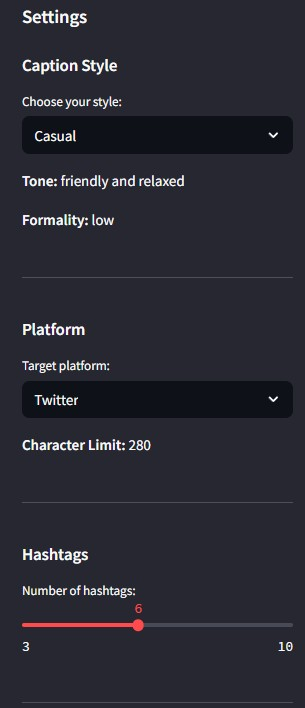 Settings
Caption Style
Choose your style:
Casual
Tone: friendly and relaxed
Formality: low
Platform
Target platform:
Twitter
Character Limit: 280
Hashtags
Number of hashtags:
6
3 10